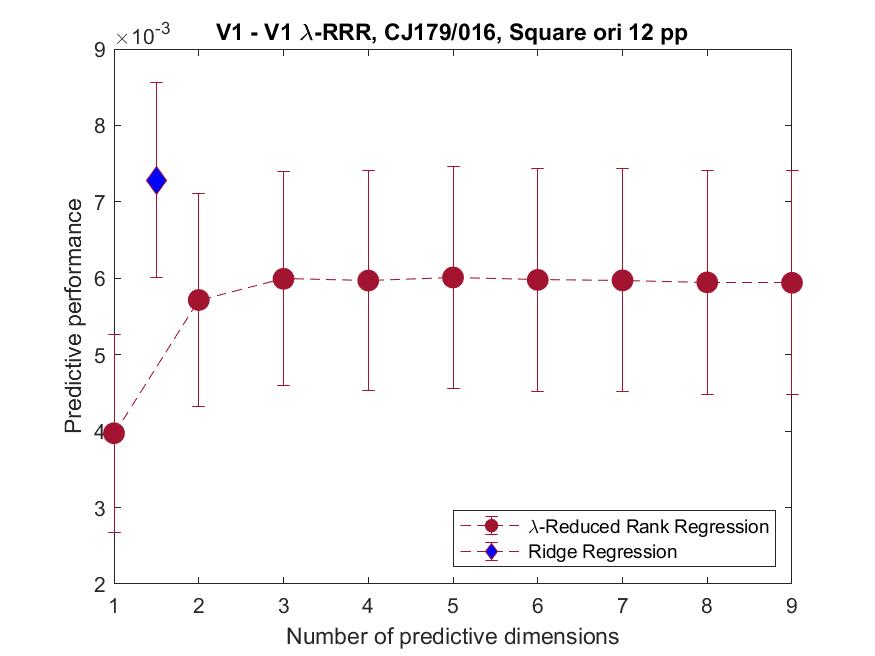 ×10-3
V1 - V1 λ-RRR, CJ179/016, Square ori 12 pp
9
8
7
6
5
4
3
2
Predictive performance
1 2 3 4 5 6 7 8 9
Number of predictive dimensions
λ-Reduced Rank Regression
Ridge Regression